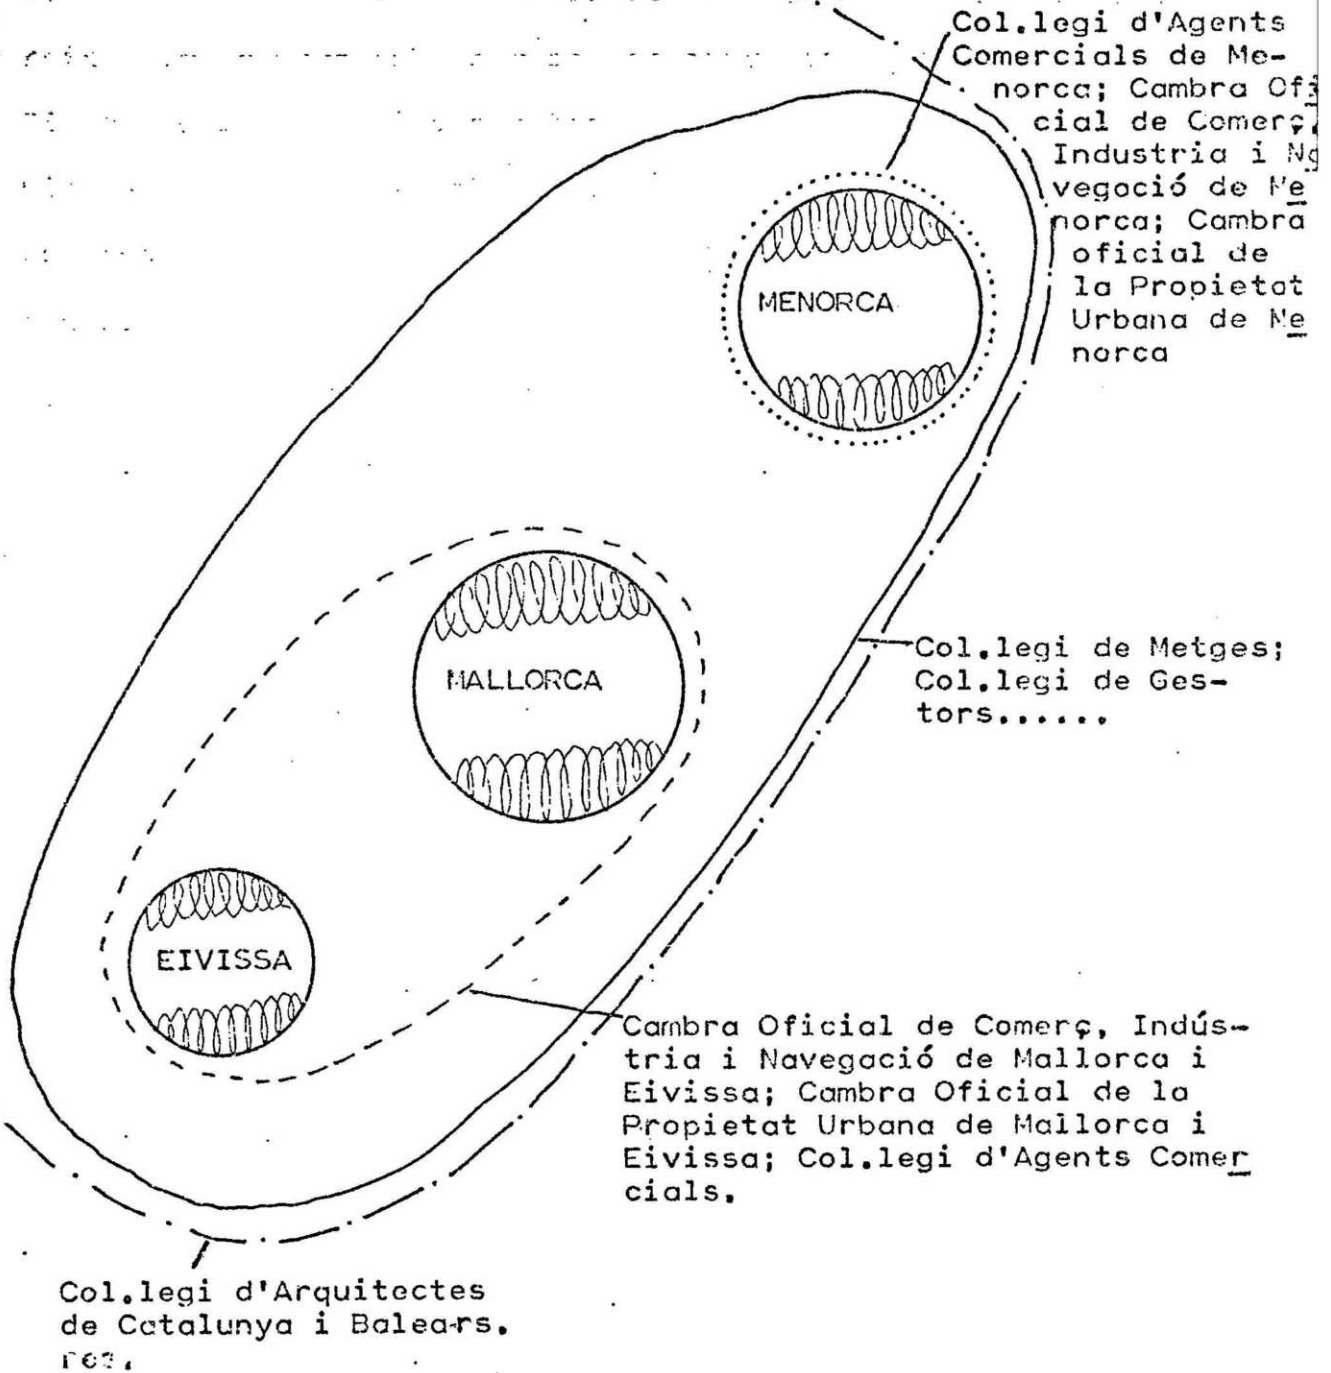 Col.legi d'Agents
Comercials de Me-
norca; Cambra Ofi
cial de Comerç,
Industria i Na
vegació de Me
norca; Cambra
oficial de
la Propietat
Urbana de Me
norca
MENORCA
MALLORCA
Col.legi de Metges;
Col.legi de Ges-
tors......
EIVISSA
Cambra Oficial de Comerç, Indús-
tria i Navegació de Mallorca i
Eivissa; Cambra Oficial de la
Propietat Urbana de Mallorca i
Eivissa; Col.legi d'Agents Comer
cials.
Col.legi d'Arquitectes
de Catalunya i Balears.